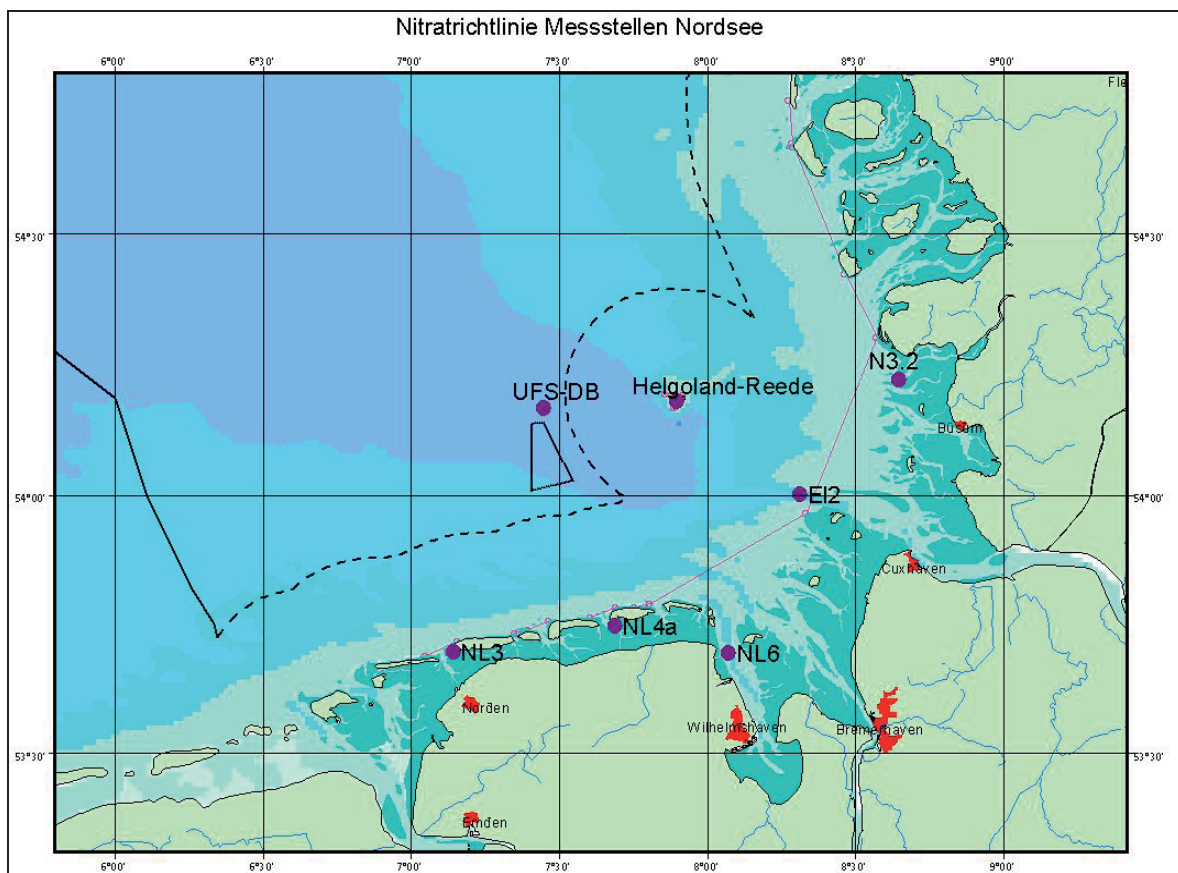 Nitratrichtlinie Messstellen Nordsee
6°00' 6°30' 7°00' 7°30' 8°00' 8°30' 9°00'
Fle
54°30' 54°30'
N3.2
UFS-DB Helgoland-Reede
Büsum
54°00' El2 54°00'
Cuxhaven
NL4a
NL3 NL6
Norden
Wilhelmshaven Bremerhaven
53°30' 53°30'
Emden
6°00' 6°30' 7°00' 7°30' 8°00' 8°30' 9°00'